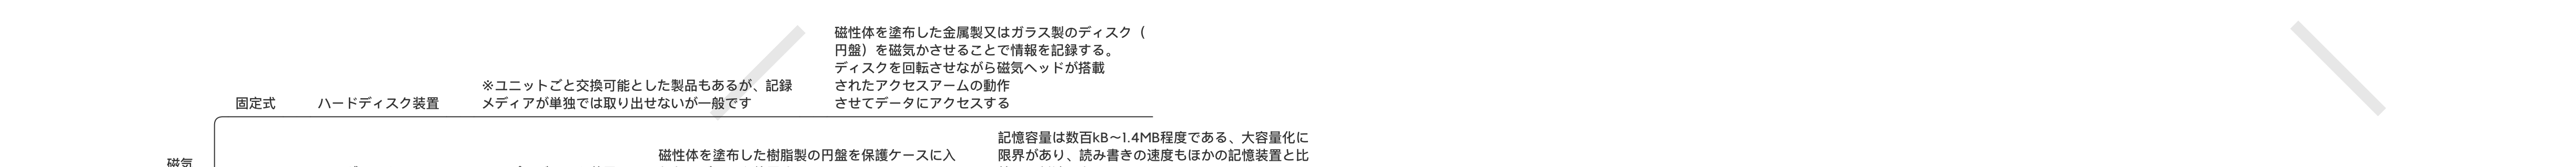 磁性体を塗布した金属製又はガラス製のディスク（
円盤）を磁気かさせることで情報を記録する。
ディスクを回転させながら磁気ヘッドが搭載
されたアクセスアームの動作
させてデータにアクセスする
※ユニットごと交換可能とした製品もあるが、記録
メディアが単独では取り出せないが一般です
固定式
ハードディスク装置
記憶容量は数百kB〜1.4MB程度である、大容量化に
限界があり、読み書きの速度もほかの記憶装置と比
磁性体を塗布した樹脂製の円盤を保護ケースに入
磁気